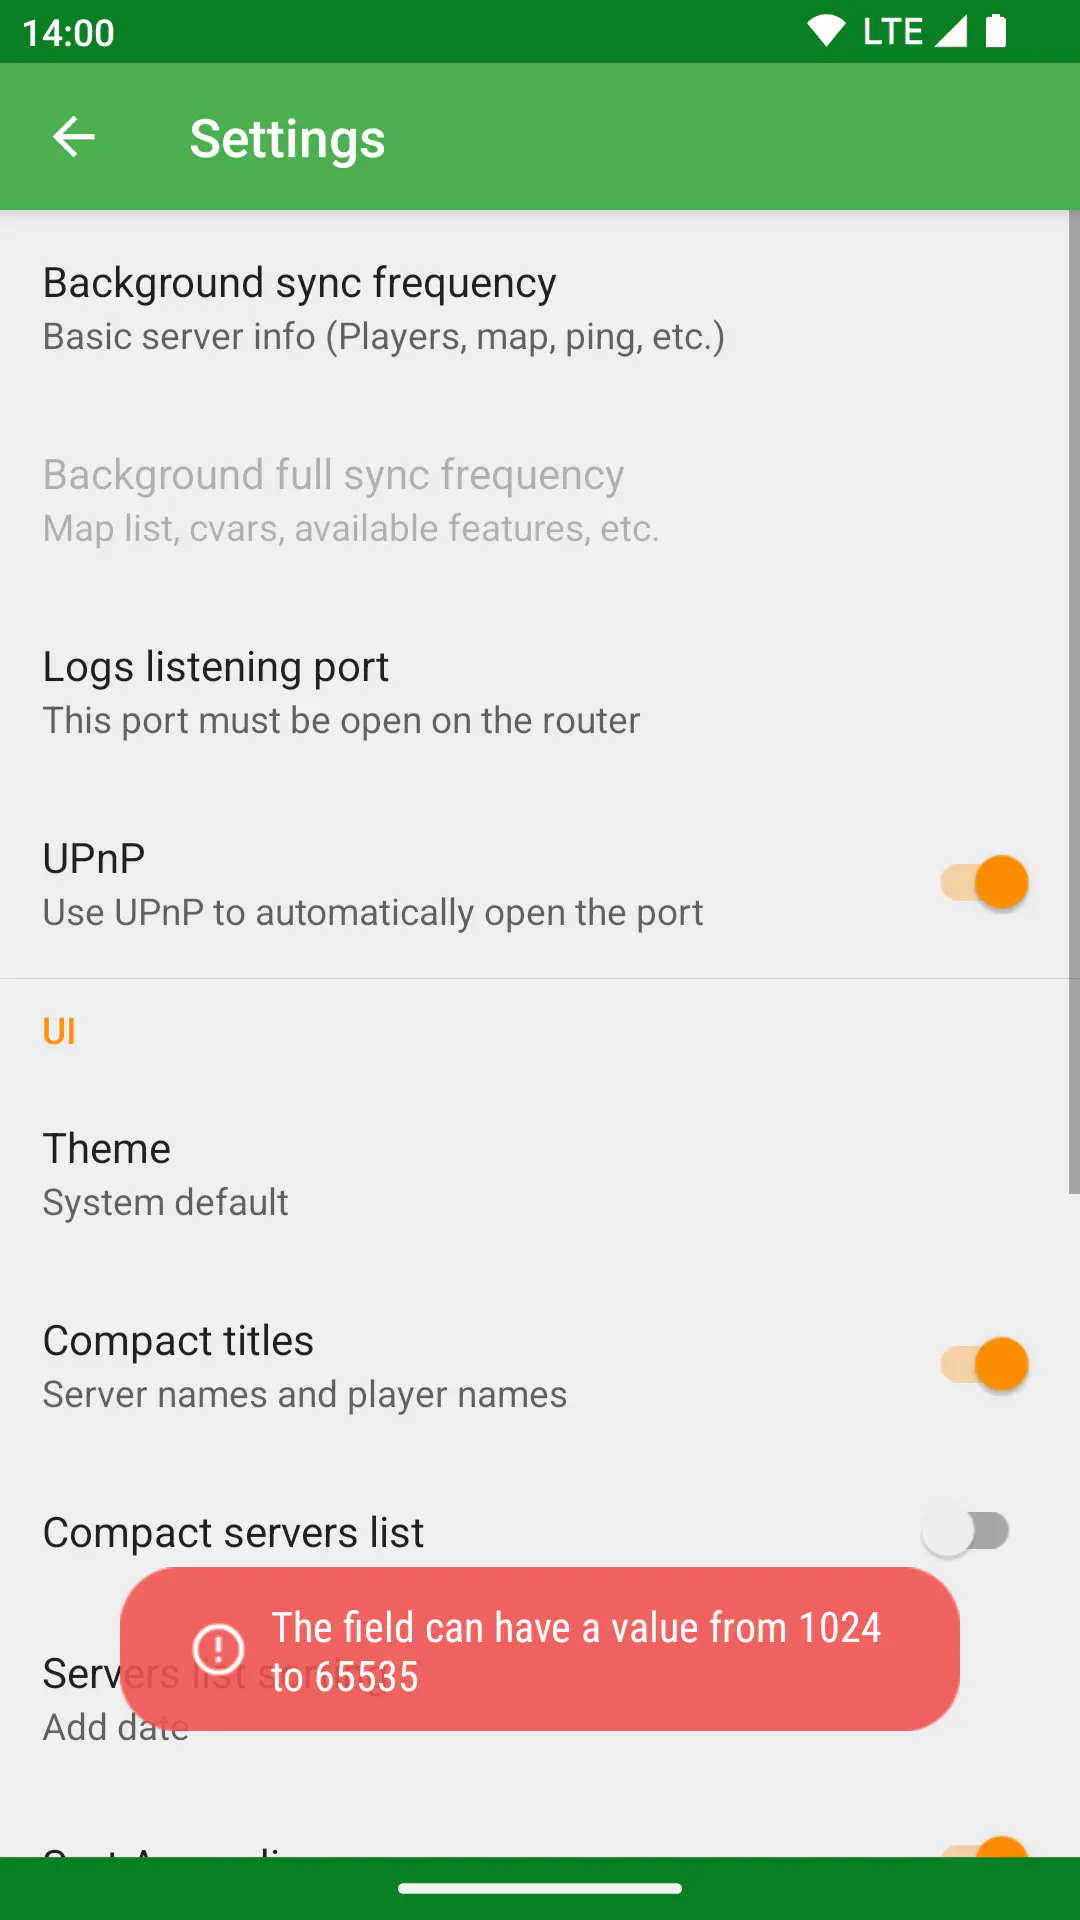 14:00
LTE
Settings
Background sync frequency
Basic server info (Players, map, ping, etc.)
Background full sync frequency
Map list, cvars, available features, etc.
Logs listening port
This port must be open on the router
UPnP
Use UPnP to automatically open the port
UI
Theme
System default
Compact titles
Server names and player names
Compact servers list
The field can have a value from 1024
to 65535
Servers list
Add date